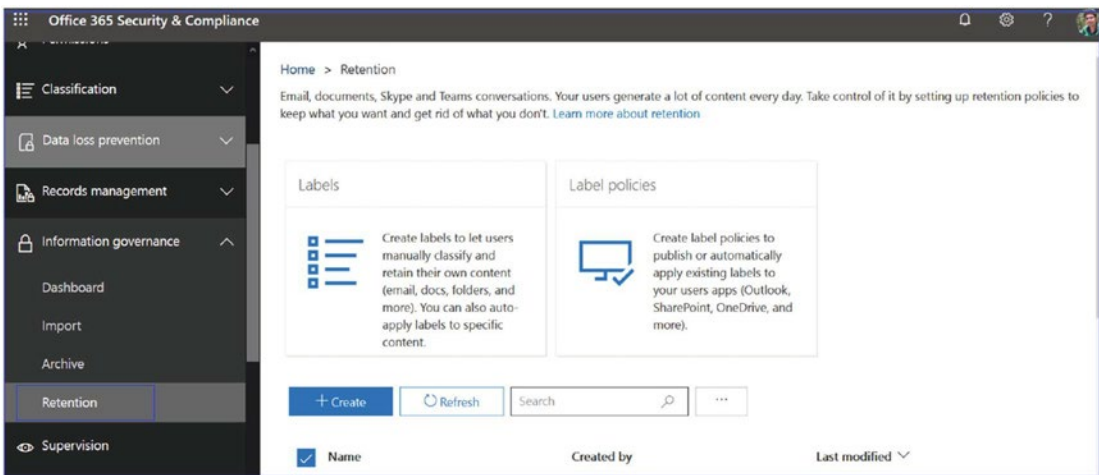 Office 365 Security & Compliance
?
Classification
Data loss prevention
Records management
Information governance
Dashboard
Import
Archive
Retention
Supervision
Home > Retention
Email, documents, Skype and Teams conversations. Your users generate a lot of content every day. Take control of it by setting up retention policies to
keep what you want and get rid of what you don't. Learn more about retention
Labels
Create labels to let users
manually classify and
retain their own content
(email, docs, folders, and
more). You can also auto-
apply labels to specific
content.
Label policies
Create label policies to
publish or automatically
apply existing labels to
your users apps (Outlook,
SharePoint, OneDrive, and
more).
+ Create
Refresh
Search
...
Name Created by Last modified